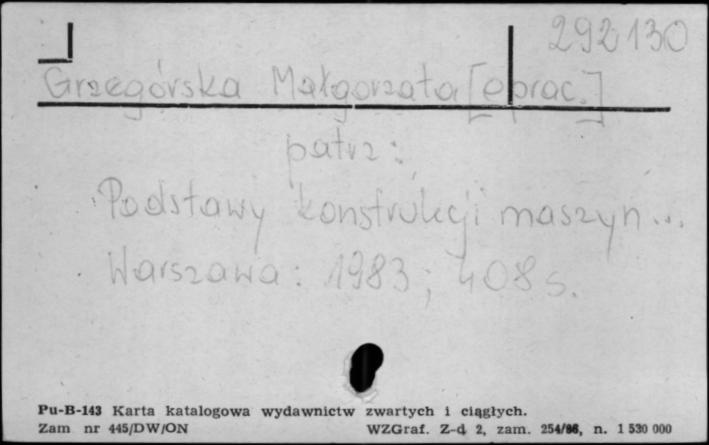 292130
Grzegórska Małgorzata [oprac.]
patrz:
Podstawy konstrukcji maszyn...
Warszawa: 1983; 408 s.
Pu-B-143 Karta katalogowa wydawnictw zwartych i ciągłych.
Zam nr 445/DW/ON WZGraf. Z-d 2, zam. 254/86, n. 1 530 000